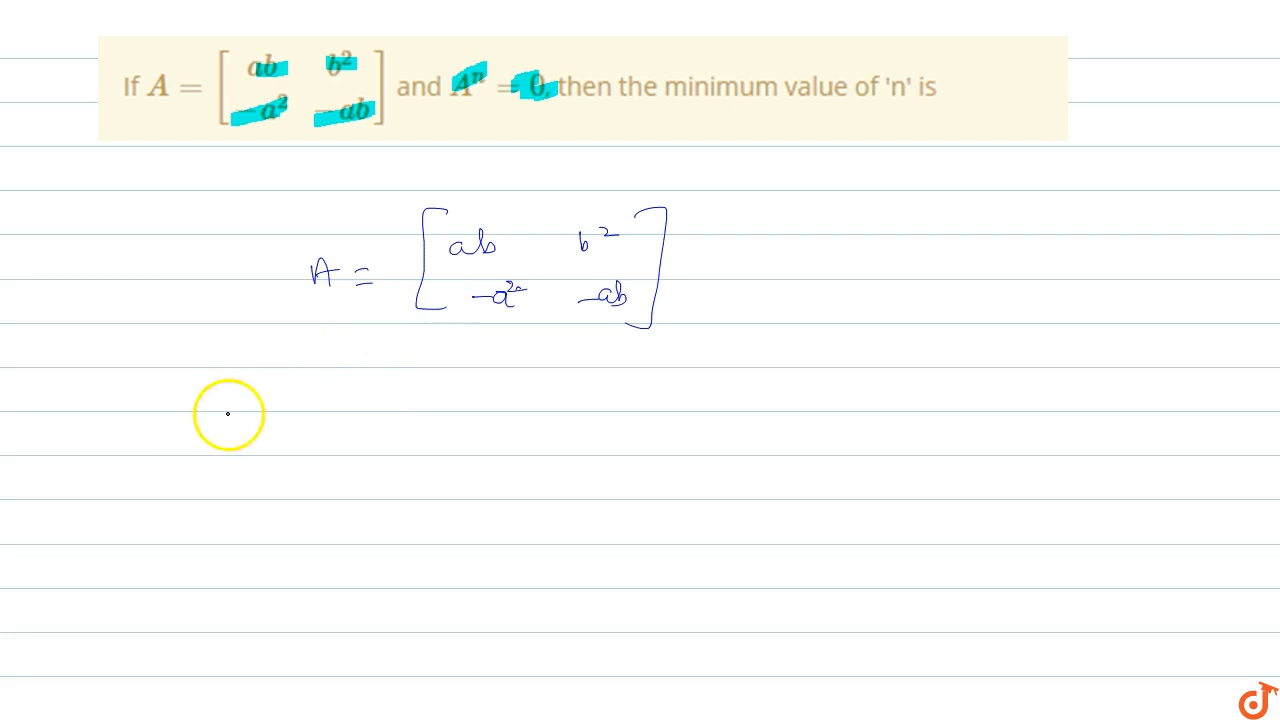 If A = [ ab b² ] and Aⁿ = 0, then the minimum value of 'n' is
[ −a² −ab ]
A = [ ab b²
−a² −ab ]